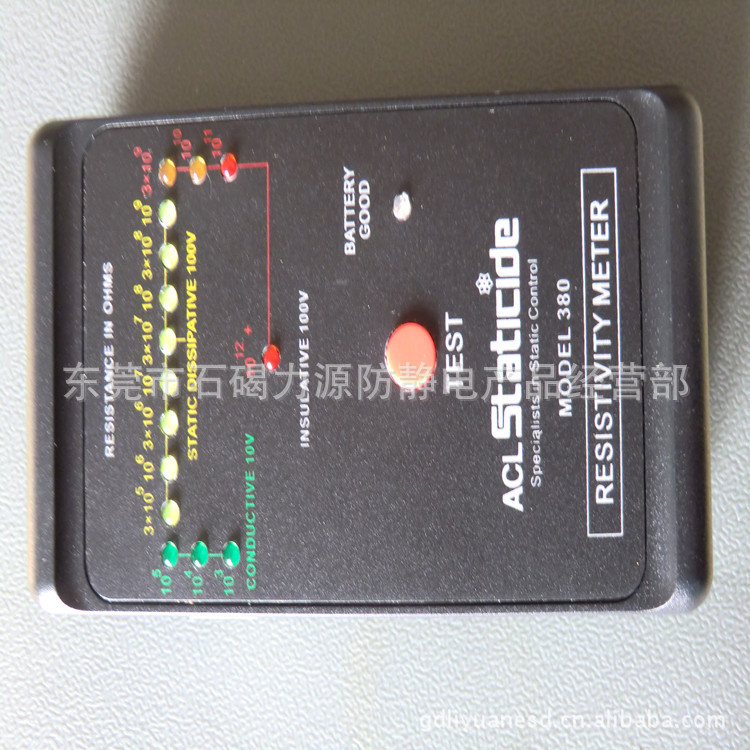 RESISTANCE IN OHMS
10³
10⁴
10⁵
3×10⁵
10⁶
3×10⁶
10⁷
3×10⁷
10⁸
3×10⁸
10⁹
3×10⁹
10¹⁰
10¹¹
CONDUCTIVE 10V
STATIC DISSIPATIVE 100V
10¹² +
INSULATIVE 100V
BATTERY
GOOD
TEST
ACL Staticide
Specialists in Static Control
MODEL 380
RESISTIVITY METER
东莞市石碣力源防静电产品经营部
gdliyuanesd.cn.alibaba.com